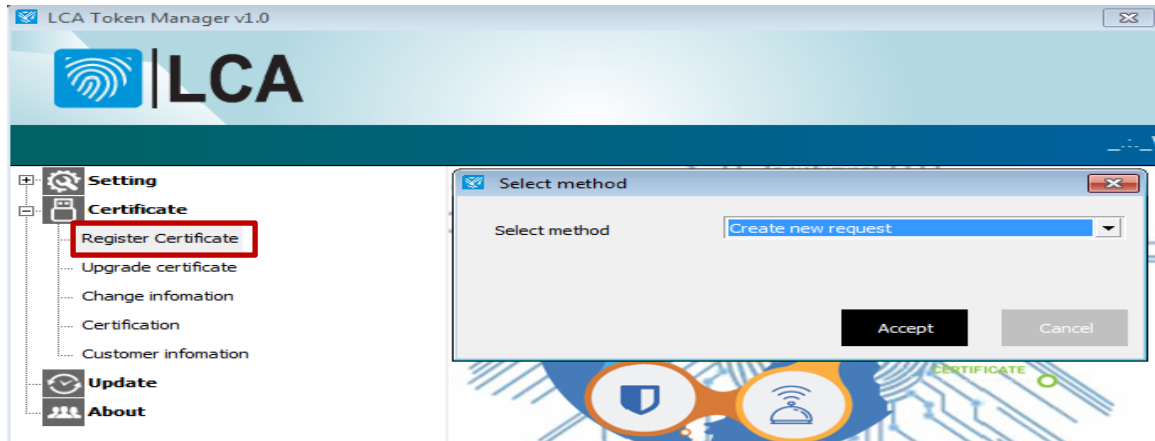 LCA Token Manager v1.0
LCA
Setting
Certificate
Register Certificate
Upgrade certificate
Change infomation
Certification
Customer infomation
Update
About
Select method
Select method
Create new request
Accept
Cancel
CERTIFICATE